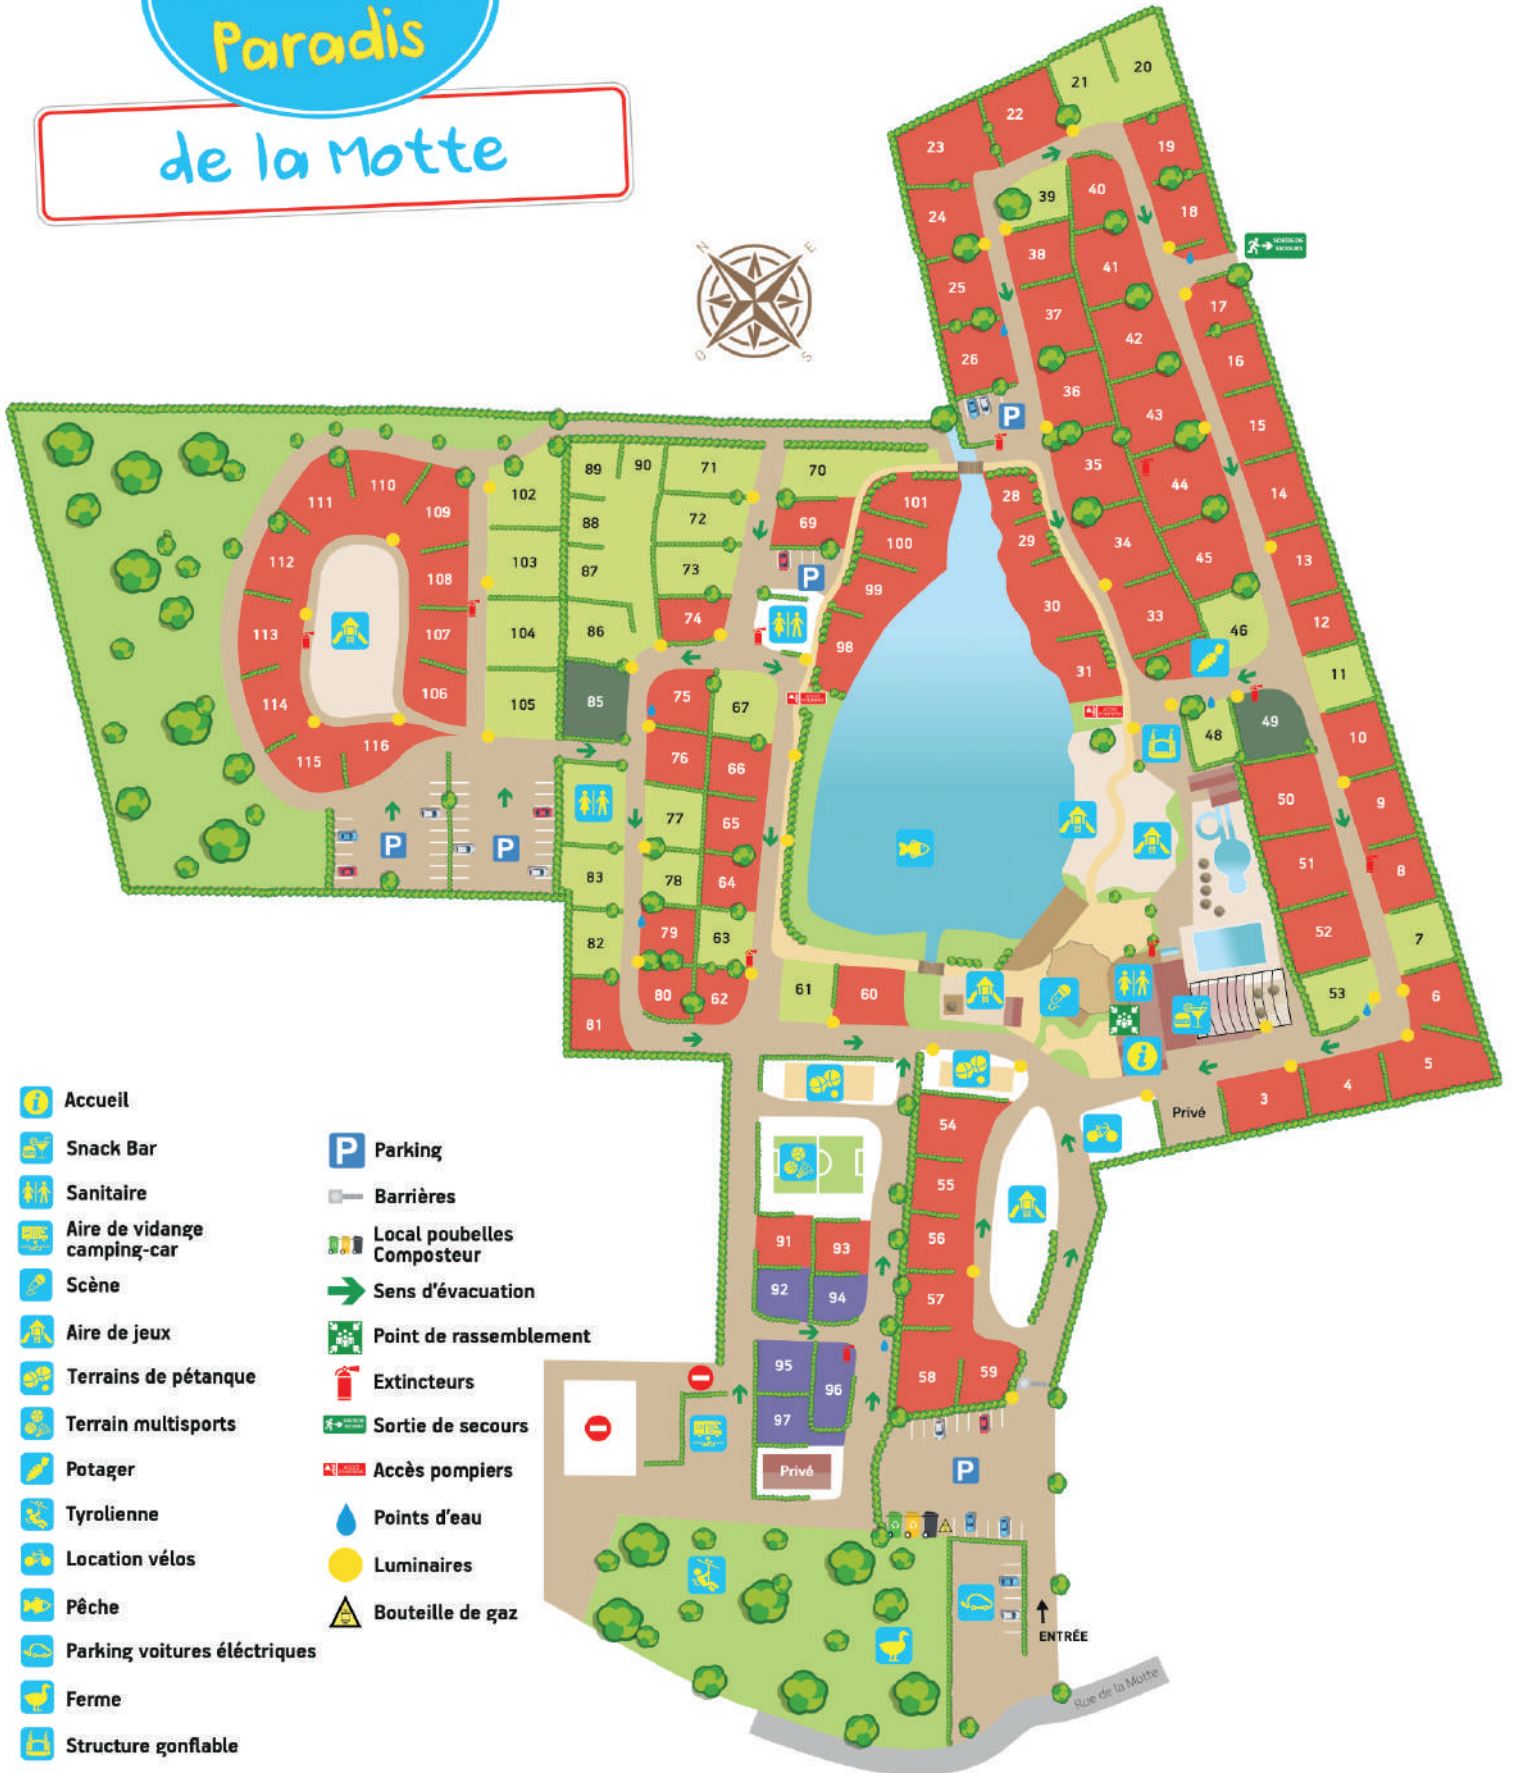 Paradis
de la Motte
N
E
O
S
20
21
22
23
19
40
39
18
24
SORTIE DE
SECOURS
38
41
25
17
37
42
26
16
36
P
43
15
35
44
28
14
101
29
100
34
45
13
99
30
33
12
98
46
31
11
89
90
71
70
111
110
102
109
88
72
69
112
103
87
73
P
108
74
113
107
104
86
114
106
105
85
75
67
115
116
76
66
48
49
10
50
9
77
65
P
P
51
8
83
78
64
82
79
63
52
7
61
60
53
6
81
80
62
5
4
3
Privé
54
55
56
57
58
59
91
93
92
94
95
96
97
Privé
P
ENTRÉE
Rue de la Motte
Accueil
Snack Bar
Sanitaire
Aire de vidange
camping-car
Scène
Aire de jeux
Terrains de pétanque
Terrain multisports
Potager
Tyrolienne
Location vélos
Pêche
Parking voitures éléctriques
Ferme
Structure gonflable
P Parking
Barrières
Local poubelles
Composteur
Sens d'évacuation
Point de rassemblement
Extincteurs
Sortie de secours
Accès pompiers
Points d'eau
Luminaires
Bouteille de gaz